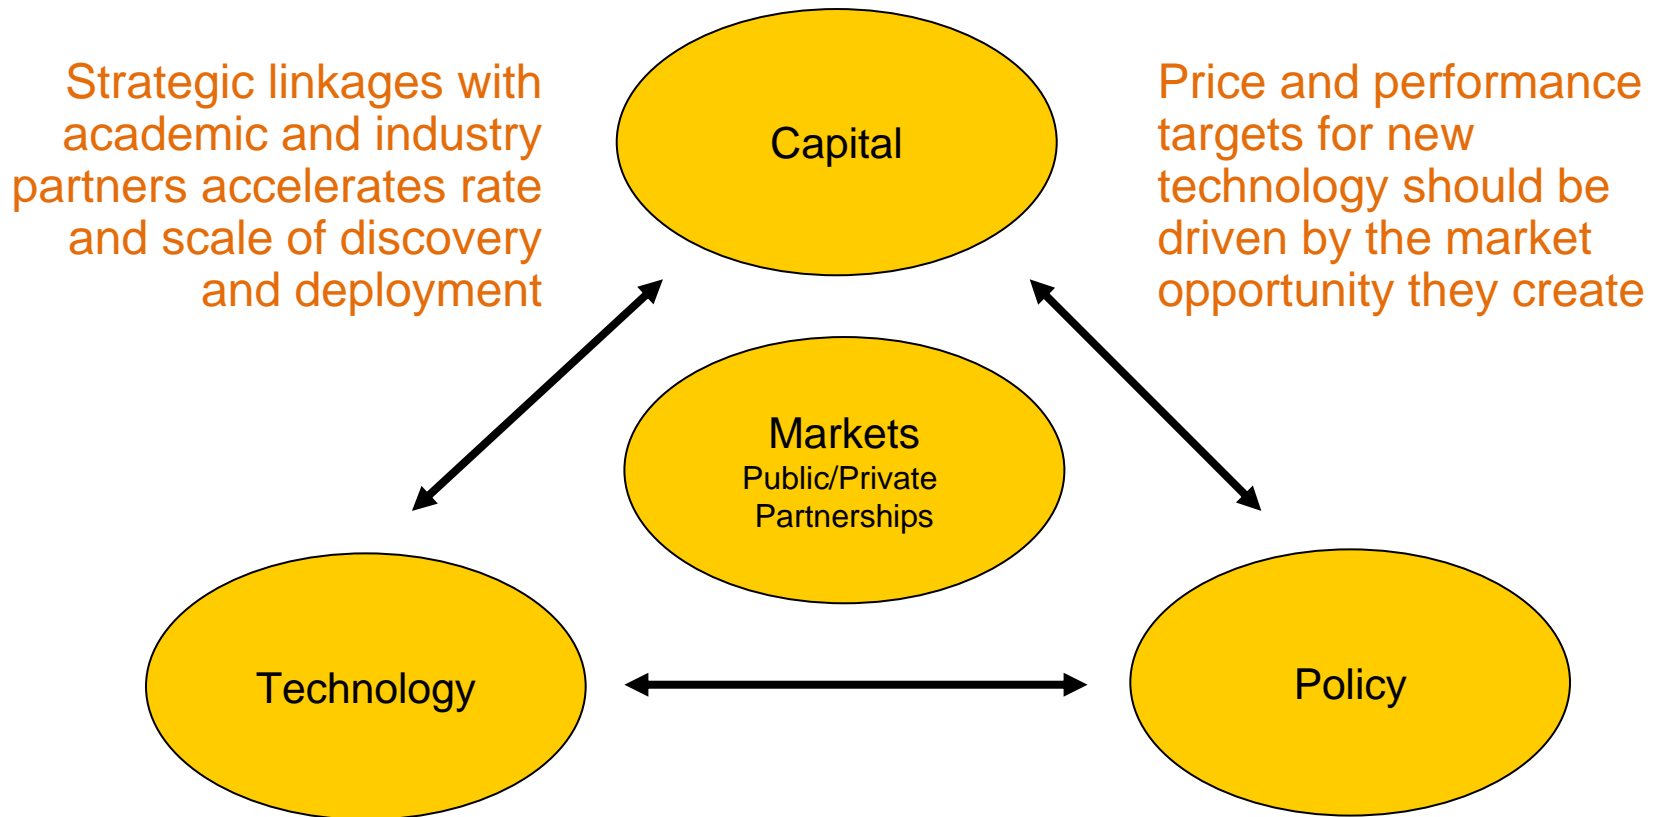 Strategic linkages with
academic and industry
partners accelerates rate
and scale of discovery
and deployment
Capital
Price and performance
targets for new
technology should be
driven by the market
opportunity they create
Markets
Public/Private
Partnerships
Technology
Policy